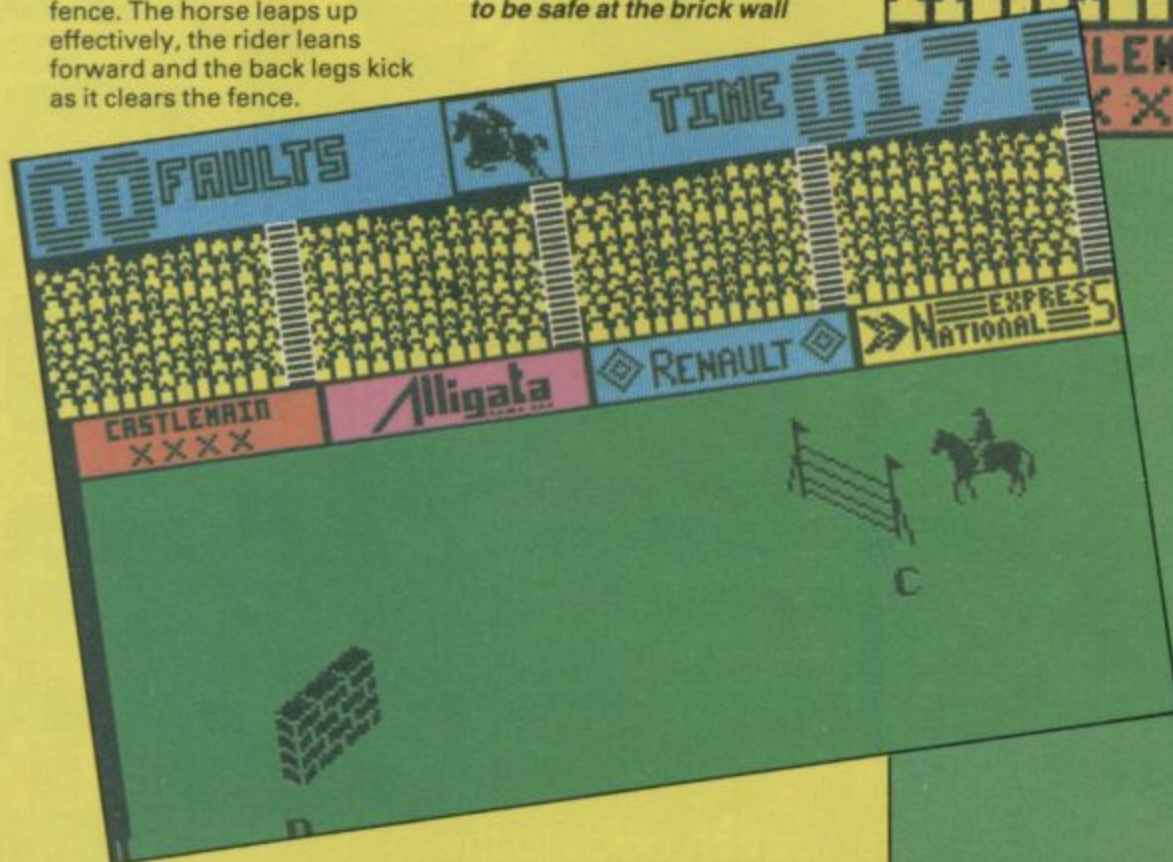 fence. The horse leaps up
effectively, the rider leans
forward and the back legs kick
as it clears the fence.
to be safe at the brick wall
00 FAULTS
TIME 017·5
CASTLEMAIN
XXXX
Alligata
RENAULT
NATIONAL EXPRESS
C